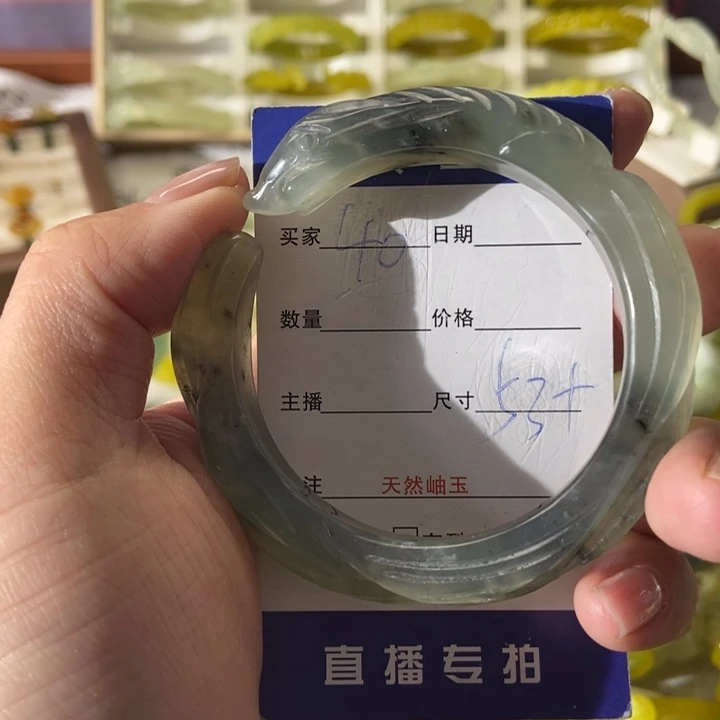 买家 40 日期
数量 价格
主播 尺寸 53+
注 天然岫玉
直播专拍